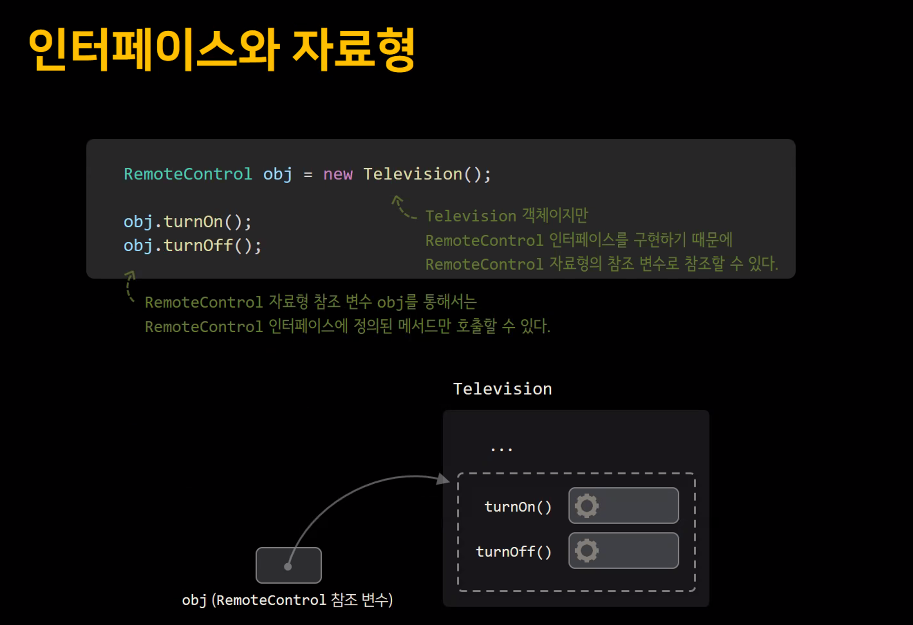 인터페이스와 자료형
RemoteControl obj = new Television();
obj.turnOn();
obj.turnOff();
Television 객체이지만
RemoteControl 인터페이스를 구현하기 때문에
RemoteControl 자료형의 참조 변수로 참조할 수 있다.
RemoteControl 자료형 참조 변수 obj를 통해서는
RemoteControl 인터페이스에 정의된 메서드만 호출할 수 있다.
Television
...
turnOn()
turnOff()
obj (RemoteControl 참조 변수)